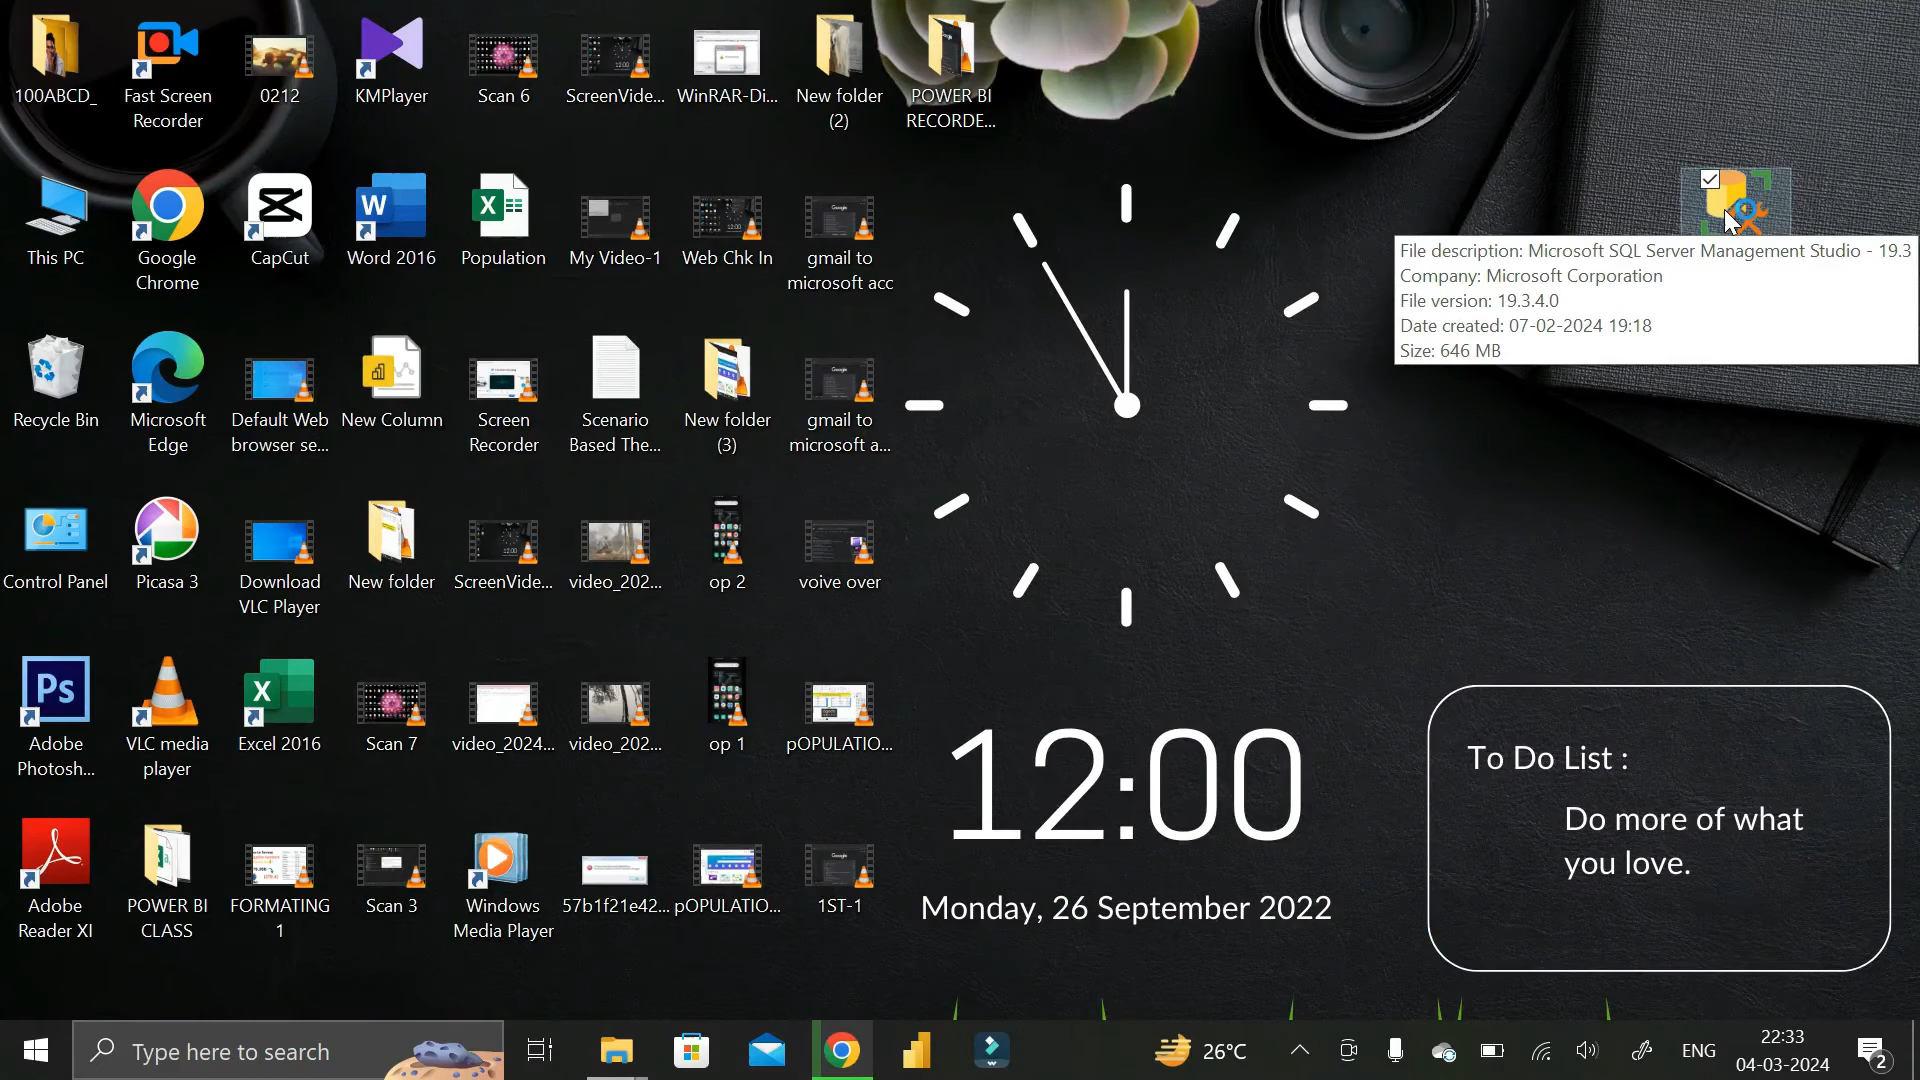 100ABCD_
Fast Screen
Recorder
0212
KMPlayer
Scan 6
ScreenVide...
WinRAR-Di...
New folder
(2)
POWER BI
RECORDE...
This PC
Google
Chrome
CapCut
Word 2016
Population
My Video-1
Web Chk In
gmail to
microsoft acc
Recycle Bin
Microsoft
Edge
Default Web
browser se...
New Column
Screen
Recorder
Scenario
Based The...
New folder
(3)
gmail to
microsoft a...
Control Panel
Picasa 3
Download
VLC Player
New folder
ScreenVide...
video_202...
op 2
voive over
Adobe
Photosh...
VLC media
player
Excel 2016
Scan 7
video_2024...
video_202...
op 1
pOPULATIO...
Adobe
Reader XI
POWER BI
CLASS
FORMATING
1
Scan 3
Windows
Media Player
57b1f21e42...
pOPULATIO...
1ST-1
File description: Microsoft SQL Server Management Studio - 19.3
Company: Microsoft Corporation
File version: 19.3.4.0
Date created: 07-02-2024 19:18
Size: 646 MB
12:00
Monday, 26 September 2022
To Do List :
Do more of what
you love.
Type here to search
26°C
ENG
22:33
04-03-2024
2